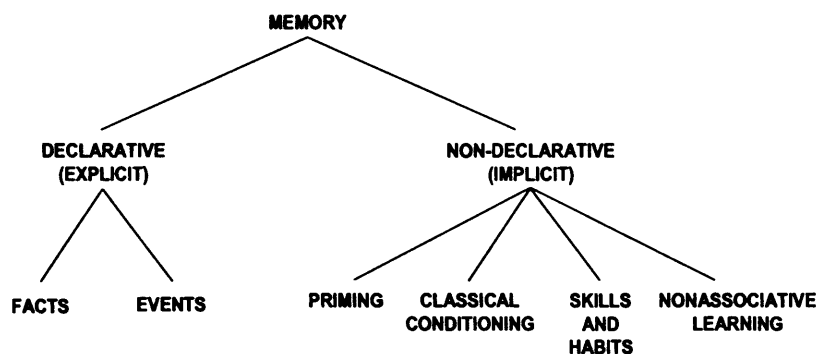 MEMORY
DECLARATIVE
(EXPLICIT)
NON-DECLARATIVE
(IMPLICIT)
FACTS
EVENTS
PRIMING
CLASSICAL
CONDITIONING
SKILLS
AND
HABITS
NONASSOCIATIVE
LEARNING